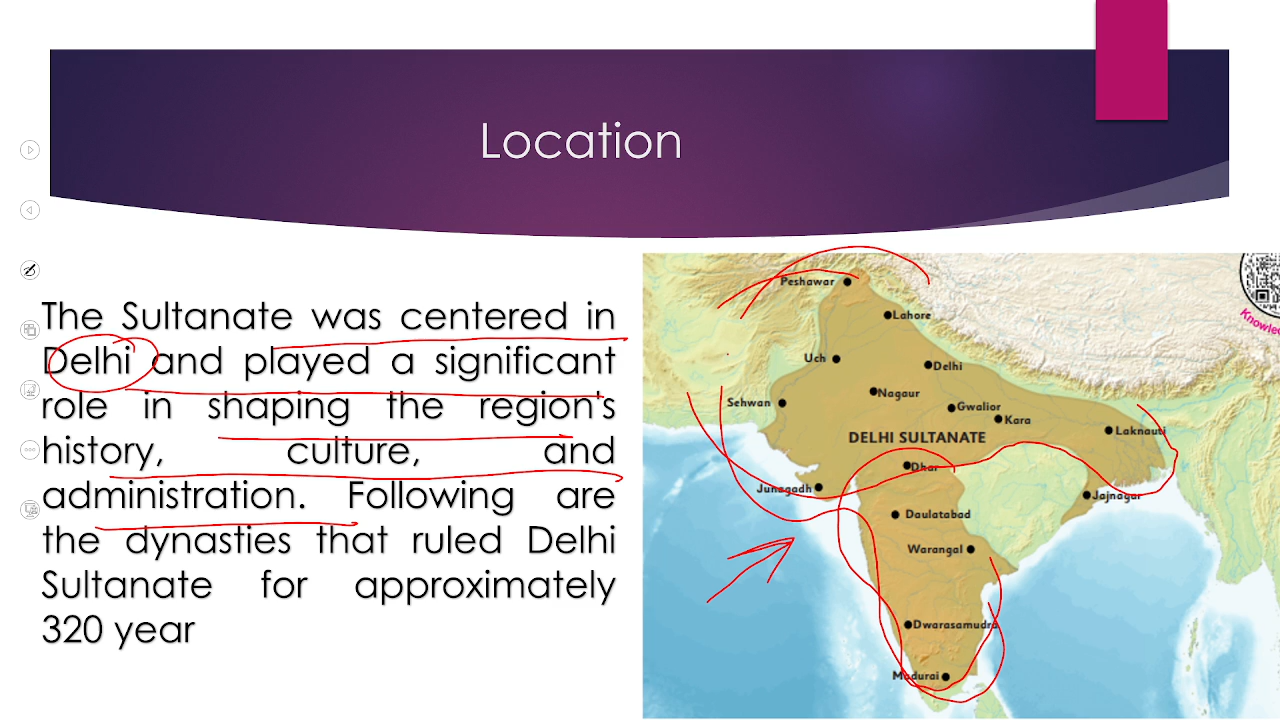 Location
The Sultanate was centered in
Delhi and played a significant
role in shaping the region's
history, culture, and
administration. Following are
the dynasties that ruled Delhi
Sultanate for approximately
320 year
Peshawar
Lahore
Uch
Delhi
Nagaur
Sehwan
Gwalior
Kara
Laknauti
DELHI SULTANATE
Dhar
Junagadh
Jajnagar
Daulatabad
Warangal
Dwarasamudra
Madurai